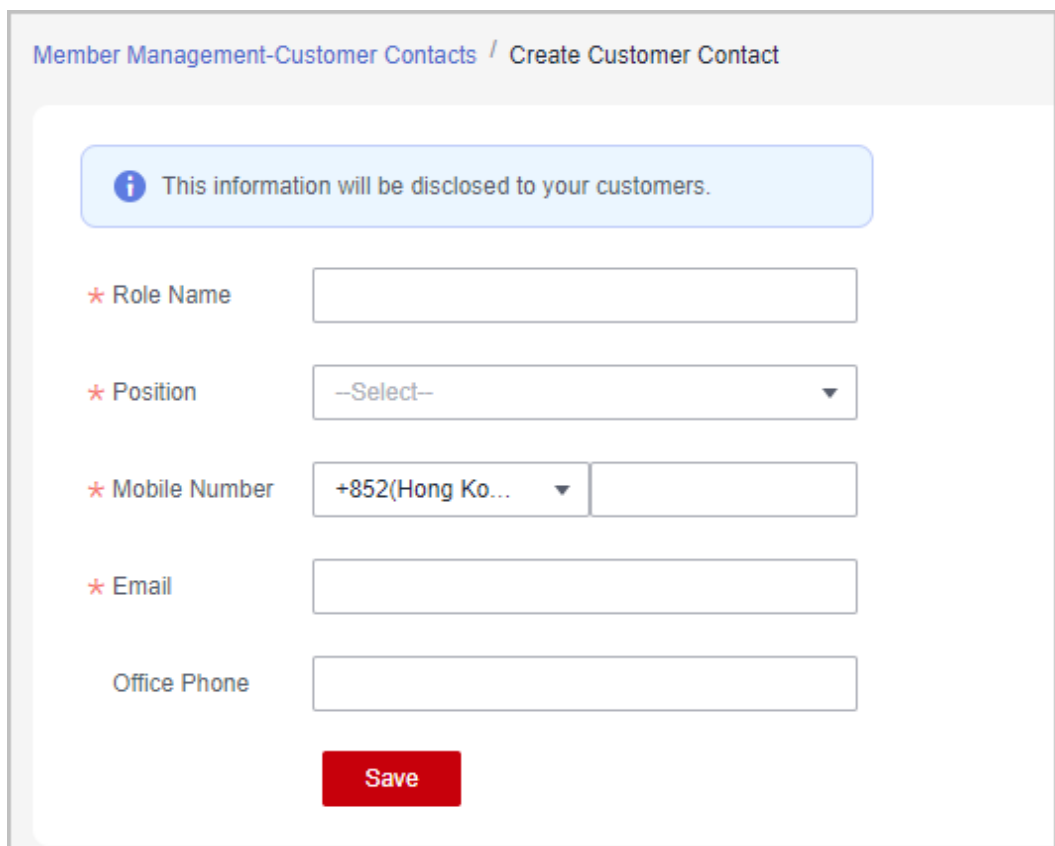 Member Management-Customer Contacts / Create Customer Contact
This information will be disclosed to your customers.
* Role Name
* Position --Select--
* Mobile Number +852(Hong Ko...
* Email
Office Phone
Save